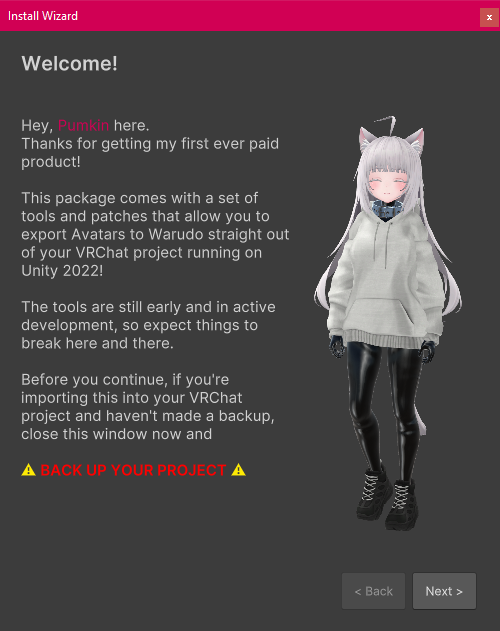 Install Wizard
x
Welcome!
Hey, Pumkin here.
Thanks for getting my first ever paid
product!
This package comes with a set of
tools and patches that allow you to
export Avatars to Warudo straight out
of your VRChat project running on
Unity 2022!
The tools are still early and in active
development, so expect things to
break here and there.
Before you continue, if you're
importing this into your VRChat
project and haven't made a backup,
close this window now and
⚠ BACK UP YOUR PROJECT ⚠
< Back
Next >